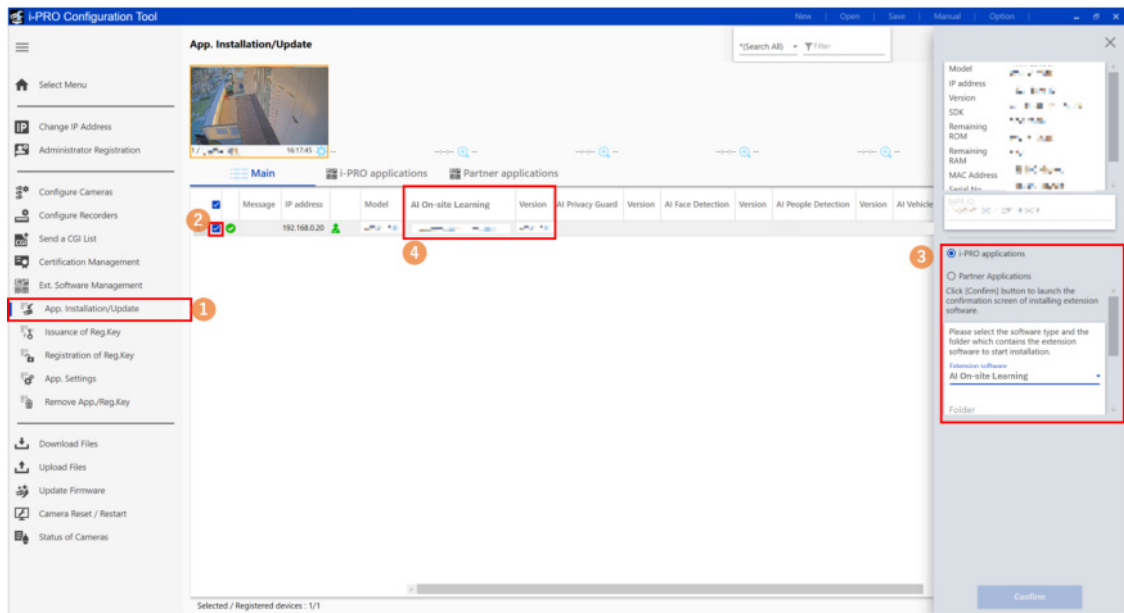 i-PRO Configuration Tool
New | Open | Save | Manual | Option |
Select Menu
Change IP Address
Administrator Registration
Configure Cameras
Configure Recorders
Send a CGI List
Certification Management
Ext. Software Management
App. Installation/Update
1
Issuance of Reg.Key
Registration of Reg.Key
App. Settings
Remove App./Reg.Key
Download Files
Upload Files
Update Firmware
Camera Reset / Restart
Status of Cameras
App. Installation/Update
*(Search All)
Filter
1 /
16:17:45
Main
i-PRO applications
Partner applications
Message IP address Model AI On-site Learning Version AI Privacy Guard Version AI Face Detection Version AI People Detection Version AI Vehicle
2
192.168.0.20
4
Selected / Registered devices : 1/1
Model
IP address
Version
SDK
Remaining
ROM
Remaining
RAM
MAC Address
Serial No.
MPR ID
3
i-PRO applications
Partner Applications
Click [Confirm] button to launch the
confirmation screen of installing extension
software.
Please select the software type and the
folder which contains the extension
software to start installation.
Extension software
AI On-site Learning
Folder
Confirm